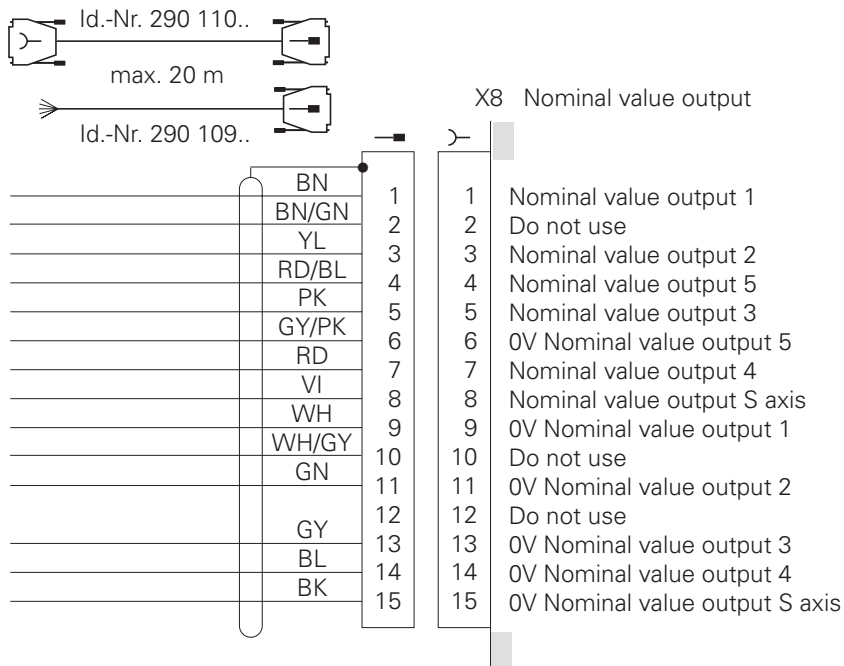 Id.-Nr. 290 110..
max. 20 m
Id.-Nr. 290 109..
X8 Nominal value output
BN 1 1 Nominal value output 1
BN/GN 2 2 Do not use
YL 3 3 Nominal value output 2
RD/BL 4 4 Nominal value output 5
PK 5 5 Nominal value output 3
GY/PK 6 6 0V Nominal value output 5
RD 7 7 Nominal value output 4
VI 8 8 Nominal value output S axis
WH 9 9 0V Nominal value output 1
WH/GY 10 10 Do not use
GN 11 11 0V Nominal value output 2
12 12 Do not use
GY 13 13 0V Nominal value output 3
BL 14 14 0V Nominal value output 4
BK 15 15 0V Nominal value output S axis